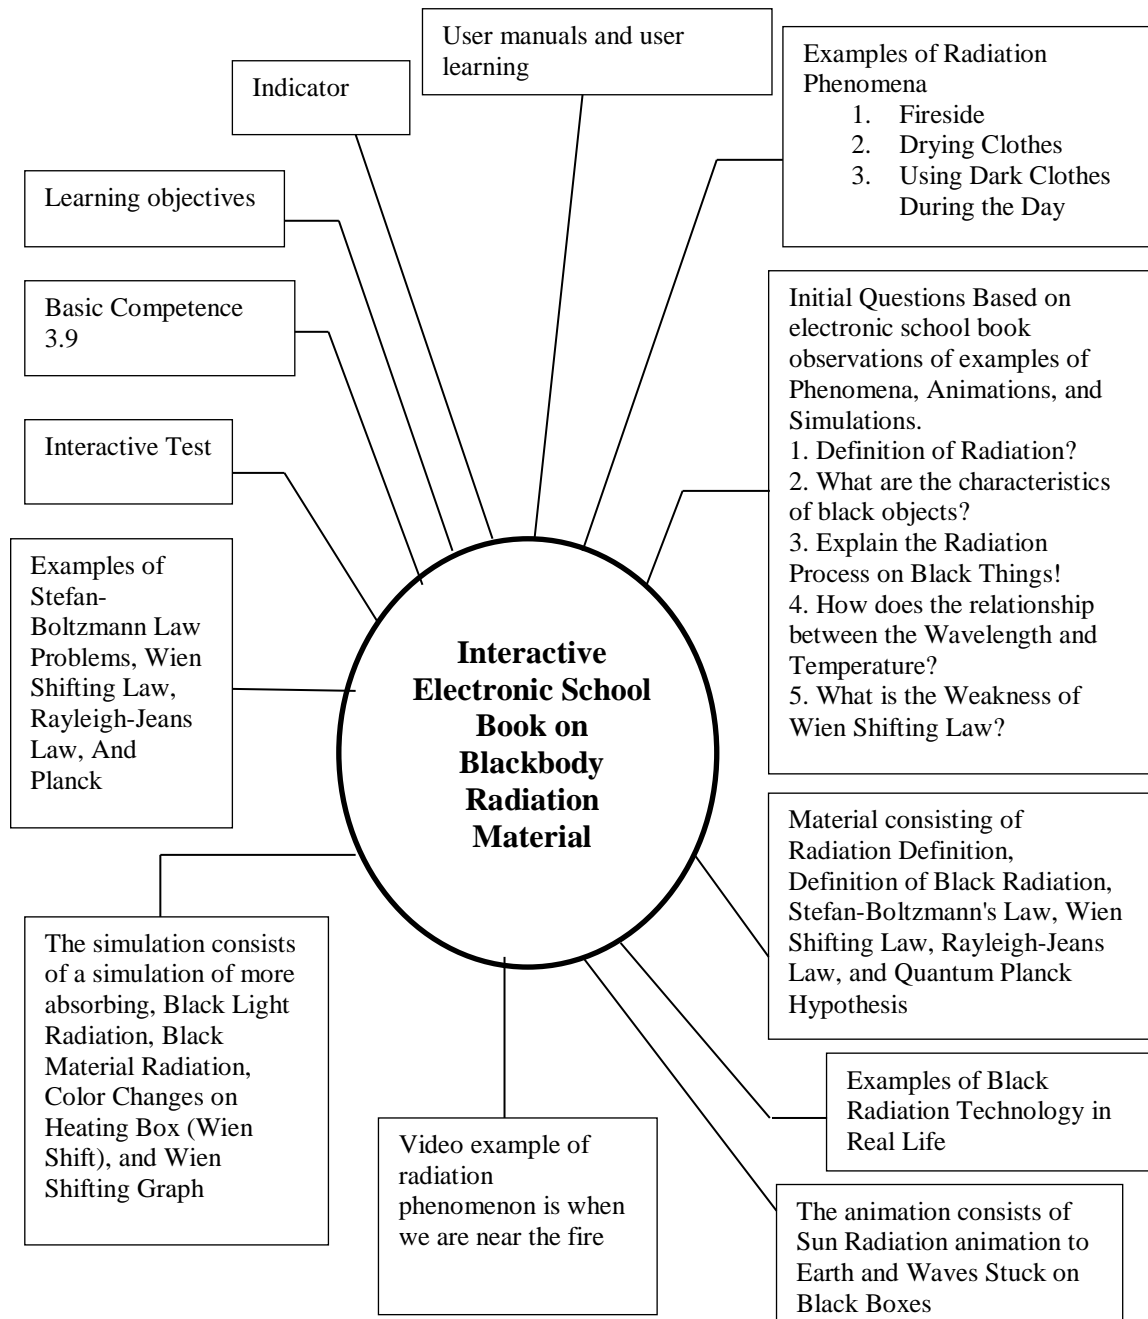 User manuals and user
learning
Examples of Radiation
Phenomena
1. Fireside
2. Drying Clothes
3. Using Dark Clothes
During the Day
Indicator
Learning objectives
Basic Competence
3.9
Interactive Test
Examples of
Stefan-
Boltzmann Law
Problems, Wien
Shifting Law,
Rayleigh-Jeans
Law, And
Planck
Initial Questions Based on
electronic school book
observations of examples of
Phenomena, Animations, and
Simulations.
1. Definition of Radiation?
2. What are the characteristics
of black objects?
3. Explain the Radiation
Process on Black Things!
4. How does the relationship
between the Wavelength and
Temperature?
5. What is the Weakness of
Wien Shifting Law?
Interactive
Electronic School
Book on
Blackbody
Radiation
Material
Material consisting of
Radiation Definition,
Definition of Black Radiation,
Stefan-Boltzmann's Law, Wien
Shifting Law, Rayleigh-Jeans
Law, and Quantum Planck
Hypothesis
The simulation consists
of a simulation of more
absorbing, Black Light
Radiation, Black
Material Radiation,
Color Changes on
Heating Box (Wien
Shift), and Wien
Shifting Graph
Video example of
radiation
phenomenon is when
we are near the fire
Examples of Black
Radiation Technology in
Real Life
The animation consists of
Sun Radiation animation to
Earth and Waves Stuck on
Black Boxes